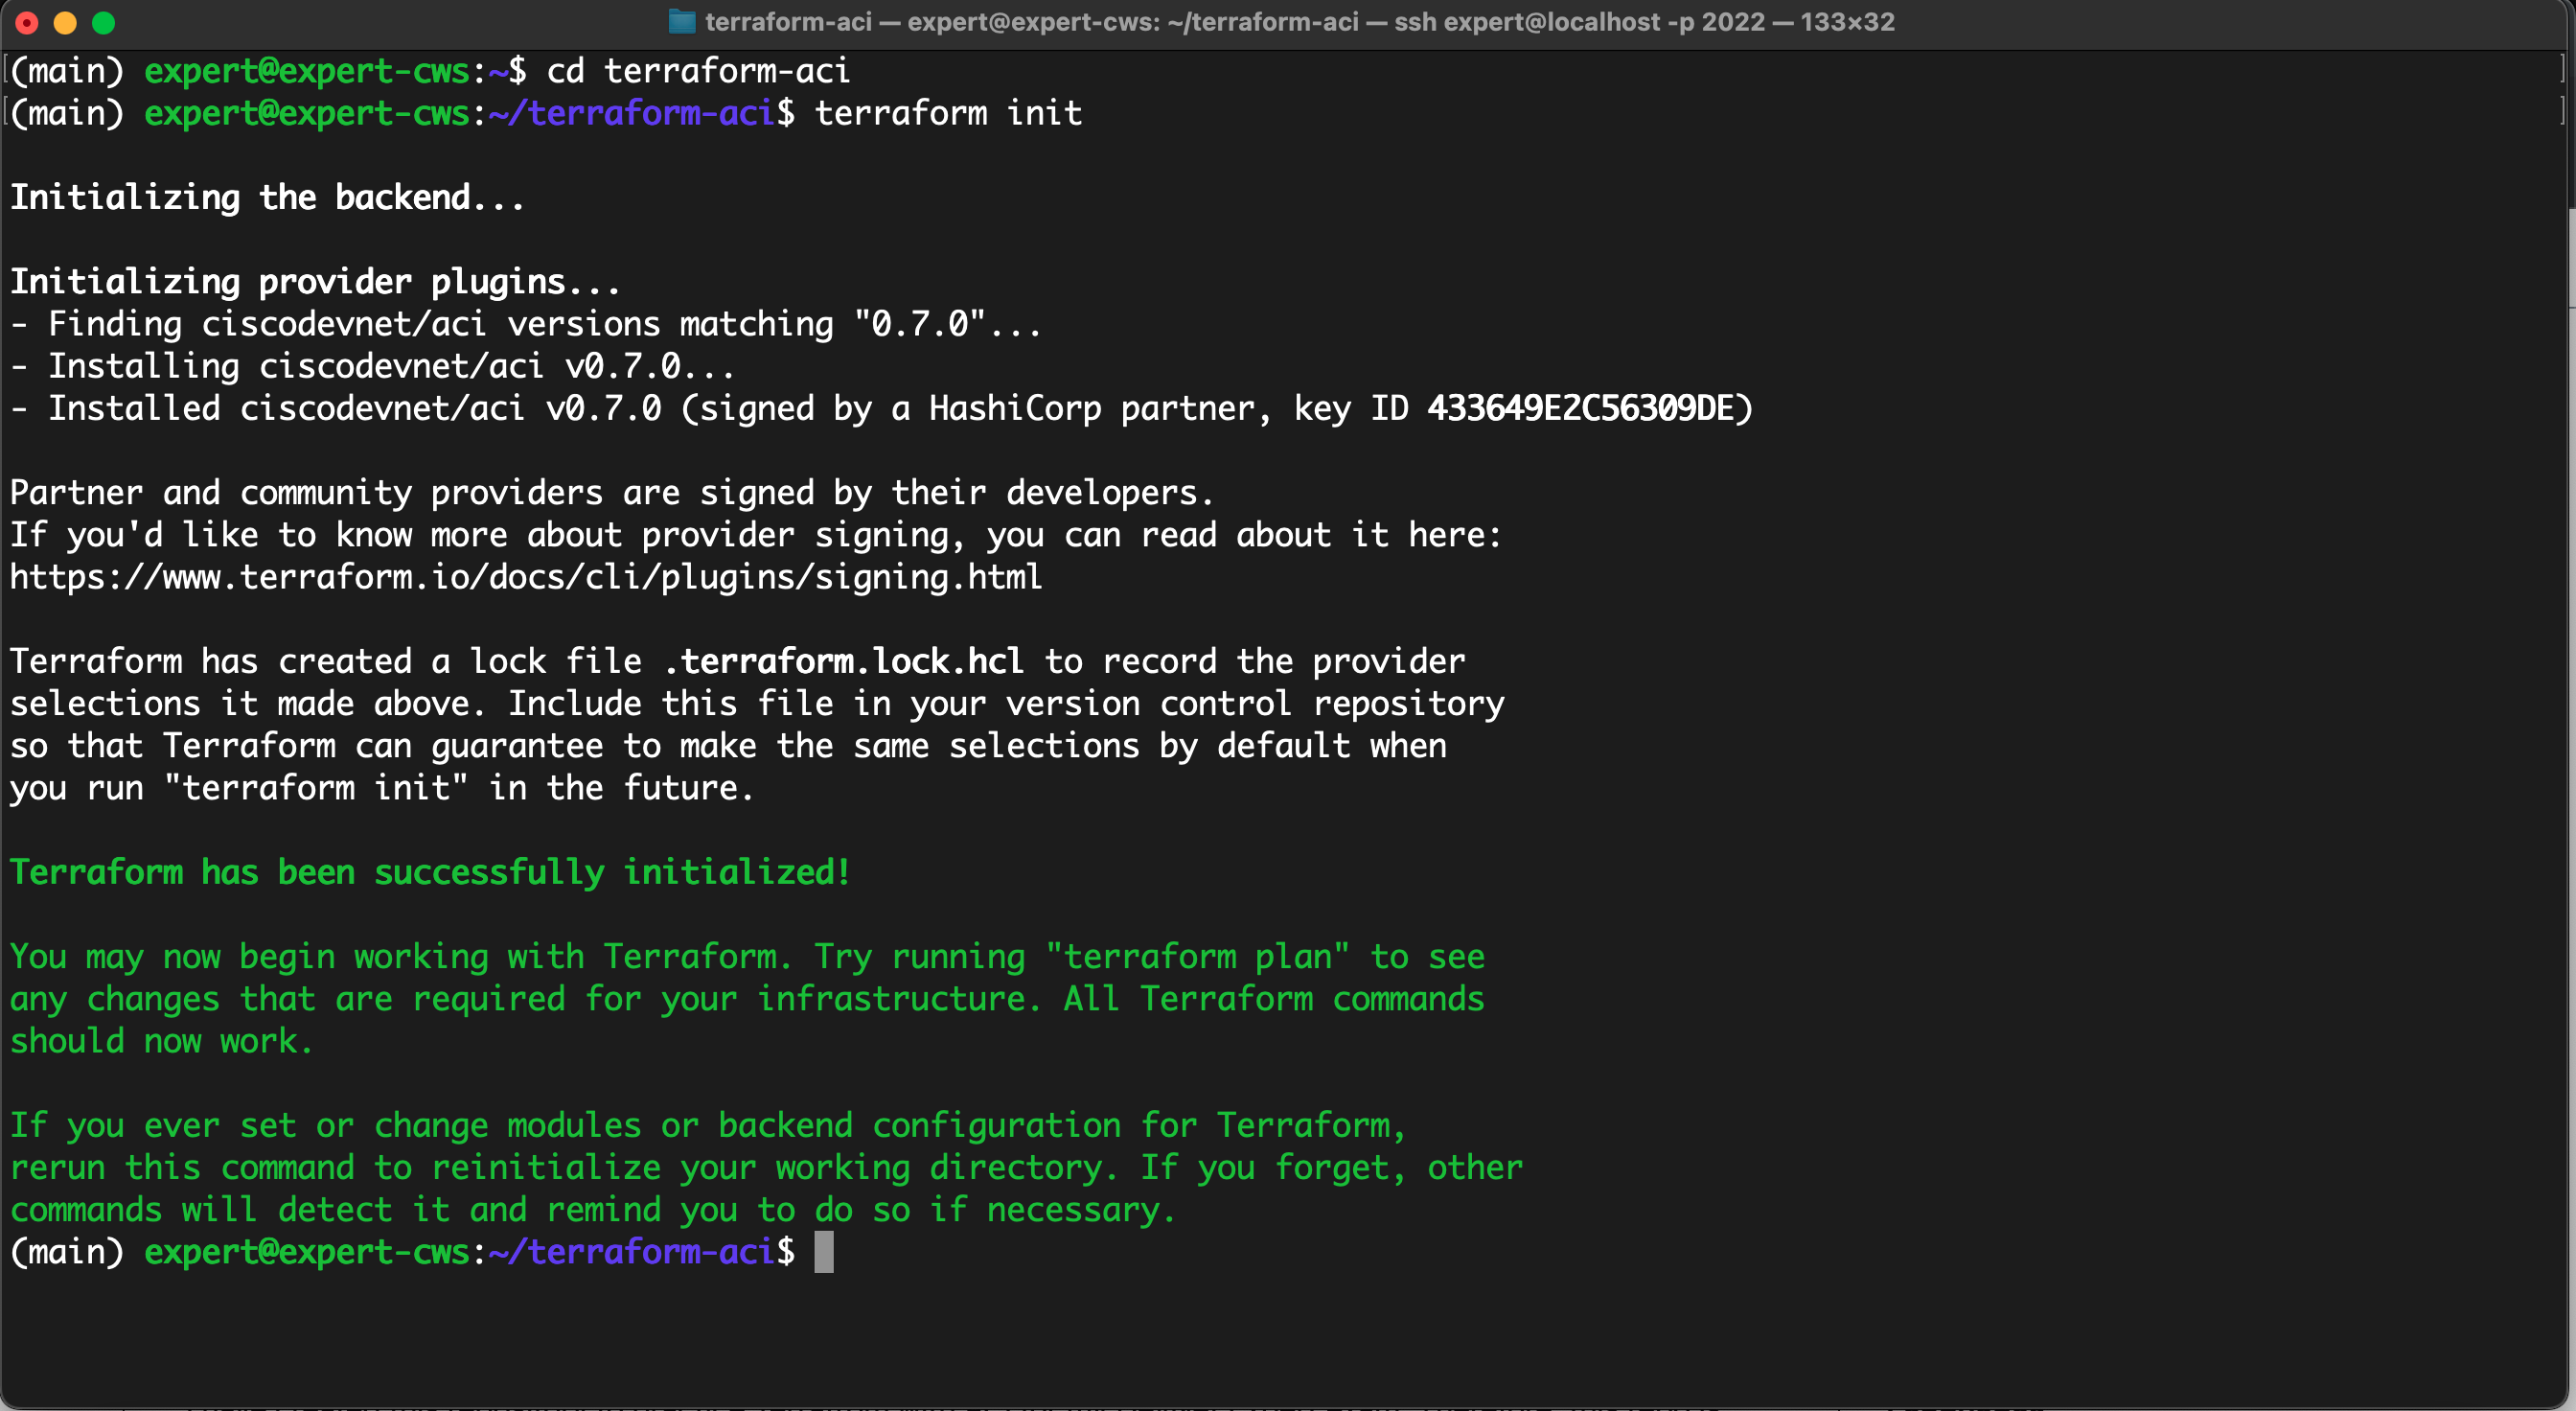 terraform-aci — expert@expert-cws: ~/terraform-aci — ssh expert@localhost -p 2022 — 133×32
(main) expert@expert-cws:~$ cd terraform-aci
(main) expert@expert-cws:~/terraform-aci$ terraform init
Initializing the backend...
Initializing provider plugins...
- Finding ciscodevnet/aci versions matching "0.7.0"...
- Installing ciscodevnet/aci v0.7.0...
- Installed ciscodevnet/aci v0.7.0 (signed by a HashiCorp partner, key ID 433649E2C56309DE)
Partner and community providers are signed by their developers.
If you'd like to know more about provider signing, you can read about it here:
https://www.terraform.io/docs/cli/plugins/signing.html
Terraform has created a lock file .terraform.lock.hcl to record the provider
selections it made above. Include this file in your version control repository
so that Terraform can guarantee to make the same selections by default when
you run "terraform init" in the future.
Terraform has been successfully initialized!
You may now begin working with Terraform. Try running "terraform plan" to see
any changes that are required for your infrastructure. All Terraform commands
should now work.
If you ever set or change modules or backend configuration for Terraform,
rerun this command to reinitialize your working directory. If you forget, other
commands will detect it and remind you to do so if necessary.
(main) expert@expert-cws:~/terraform-aci$